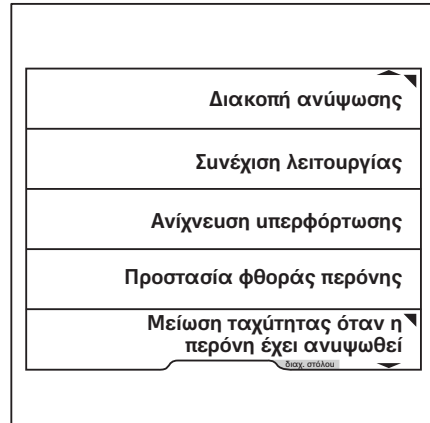 Διακοπή ανύψωσης
Συνέχιση λειτουργίας
Ανίχνευση υπερφόρτωσης
Προστασία φθοράς περόνης
Μείωση ταχύτητας όταν η
περόνη έχει ανυψωθεί
διαχ. στόλου